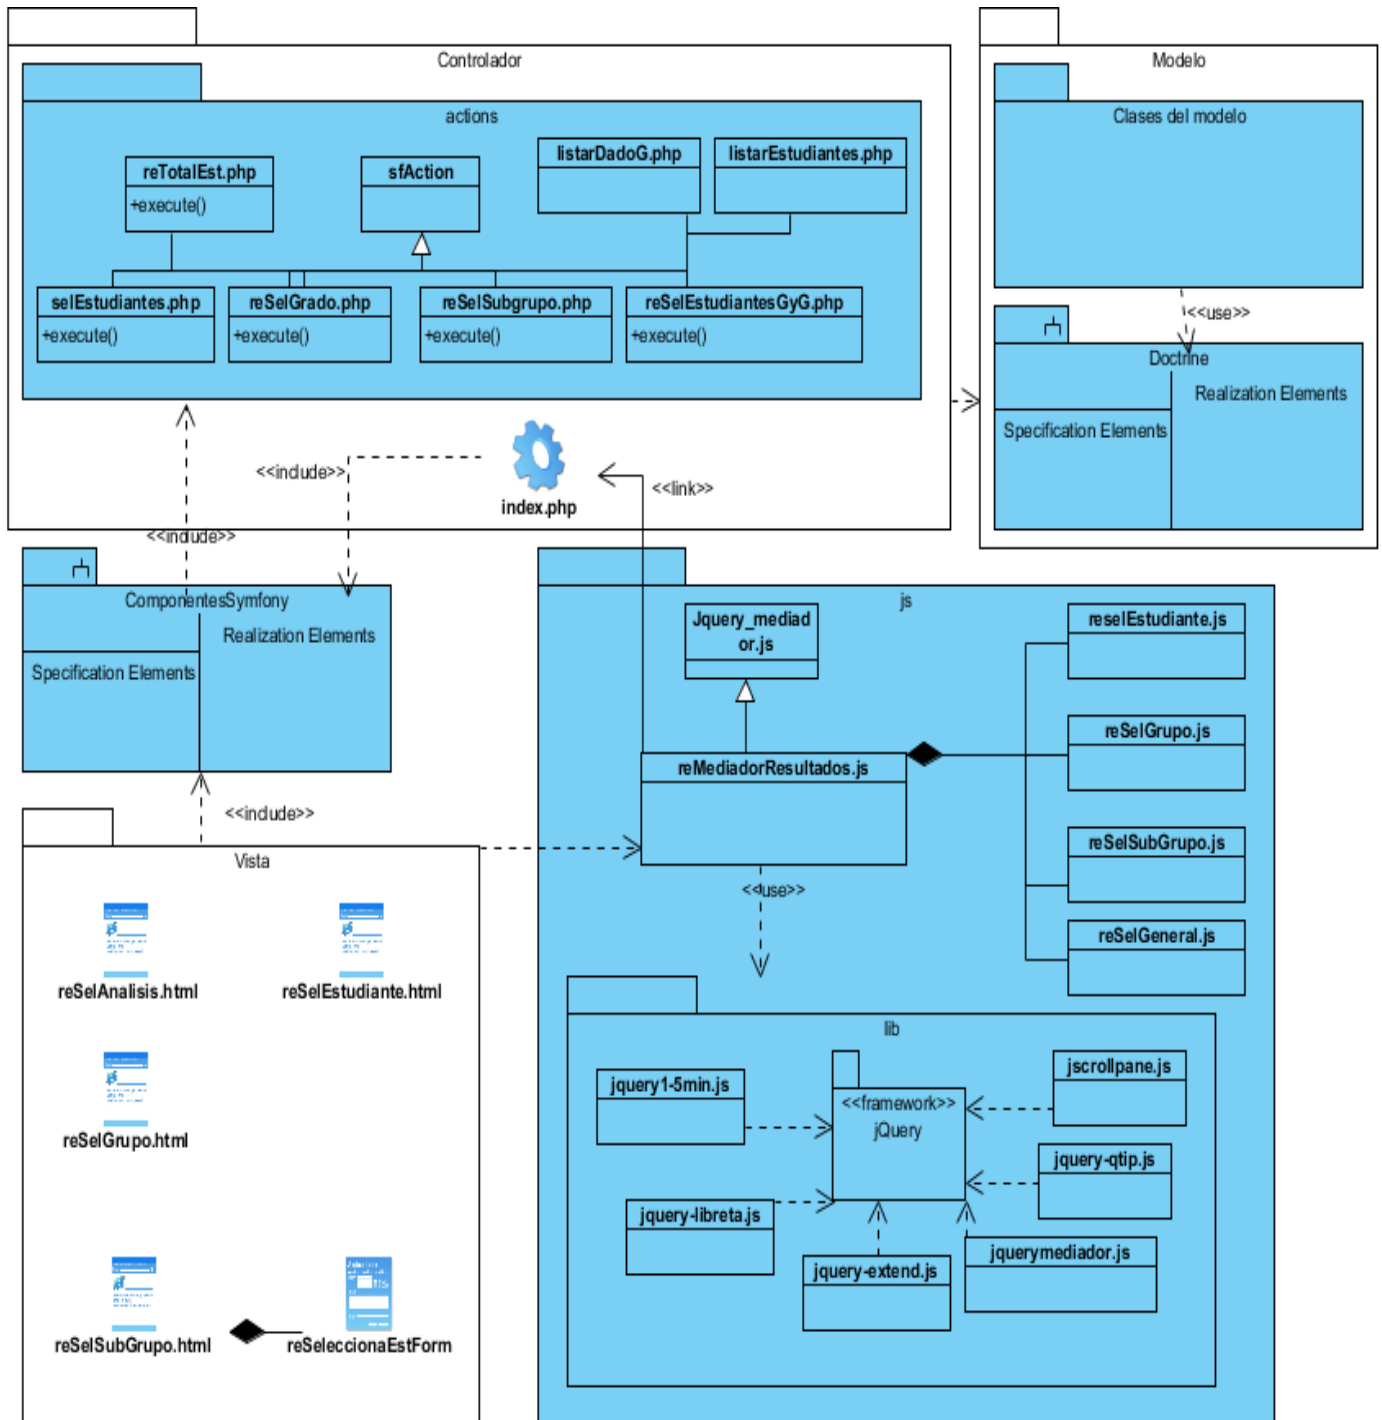 Controlador
actions
reTotalEst.php
+execute()
sfAction
listarDadoG.php
listarEstudiantes.php
selEstudiantes.php
+execute()
reSelGrado.php
+execute()
reSelSubgrupo.php
+execute()
reSelEstudiantesGyG.php
+execute()
<<include>>
<<include>>
index.php
<<link>>
Modelo
Clases del modelo
<<use>>
Doctrine
Realization Elements
Specification Elements
ComponentesSymfony
Realization Elements
Specification Elements
<<include>>
Vista
reSelAnalisis.html
reSelEstudiante.html
reSelGrupo.html
reSelSubGrupo.html
reSeleccionaEstForm
js
Jquery_mediad
or.js
reMediadorResultados.js
<<use>>
reselEstudiante.js
reSelGrupo.js
reSelSubGrupo.js
reSelGeneral.js
lib
jquery1-5min.js
<<framework>>
jQuery
jscrollpane.js
jquery-qtip.js
jquery-libreta.js
jquery-extend.js
jquerymediador.js